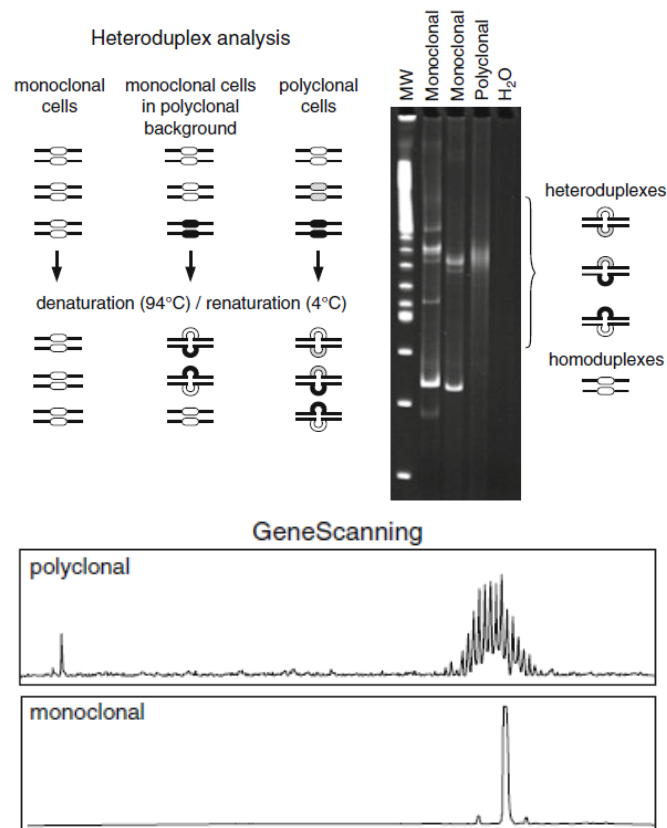 Heteroduplex analysis
monoclonal
cells
monoclonal cells
in polyclonal
background
polyclonal
cells
denaturation (94°C) / renaturation (4°C)
MW
Monoclonal
Monoclonal
Polyclonal
H₂O
heteroduplexes
homoduplexes
GeneScanning
polyclonal
monoclonal